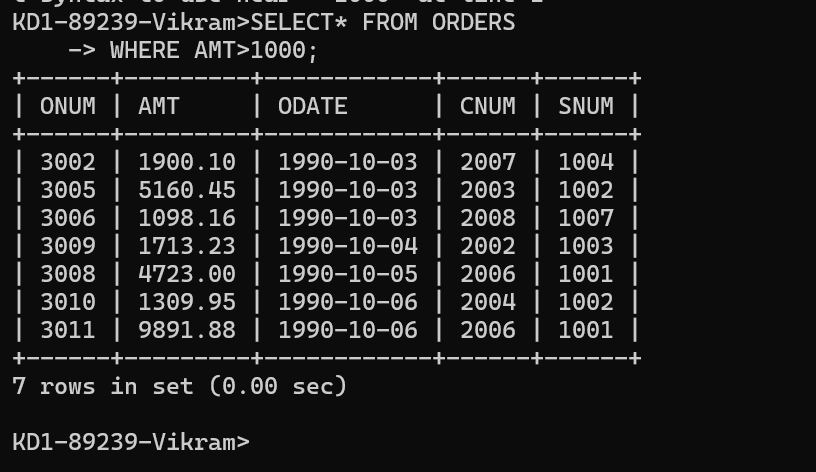 KD1-89239-Vikram>SELECT* FROM ORDERS
    -> WHERE AMT>1000;
+------+---------+------------+------+------+
| ONUM | AMT     | ODATE      | CNUM | SNUM |
+------+---------+------------+------+------+
| 3002 | 1900.10 | 1990-10-03 | 2007 | 1004 |
| 3005 | 5160.45 | 1990-10-03 | 2003 | 1002 |
| 3006 | 1098.16 | 1990-10-03 | 2008 | 1007 |
| 3009 | 1713.23 | 1990-10-04 | 2002 | 1003 |
| 3008 | 4723.00 | 1990-10-05 | 2006 | 1001 |
| 3010 | 1309.95 | 1990-10-06 | 2004 | 1002 |
| 3011 | 9891.88 | 1990-10-06 | 2006 | 1001 |
+------+---------+------------+------+------+
7 rows in set (0.00 sec)
KD1-89239-Vikram>